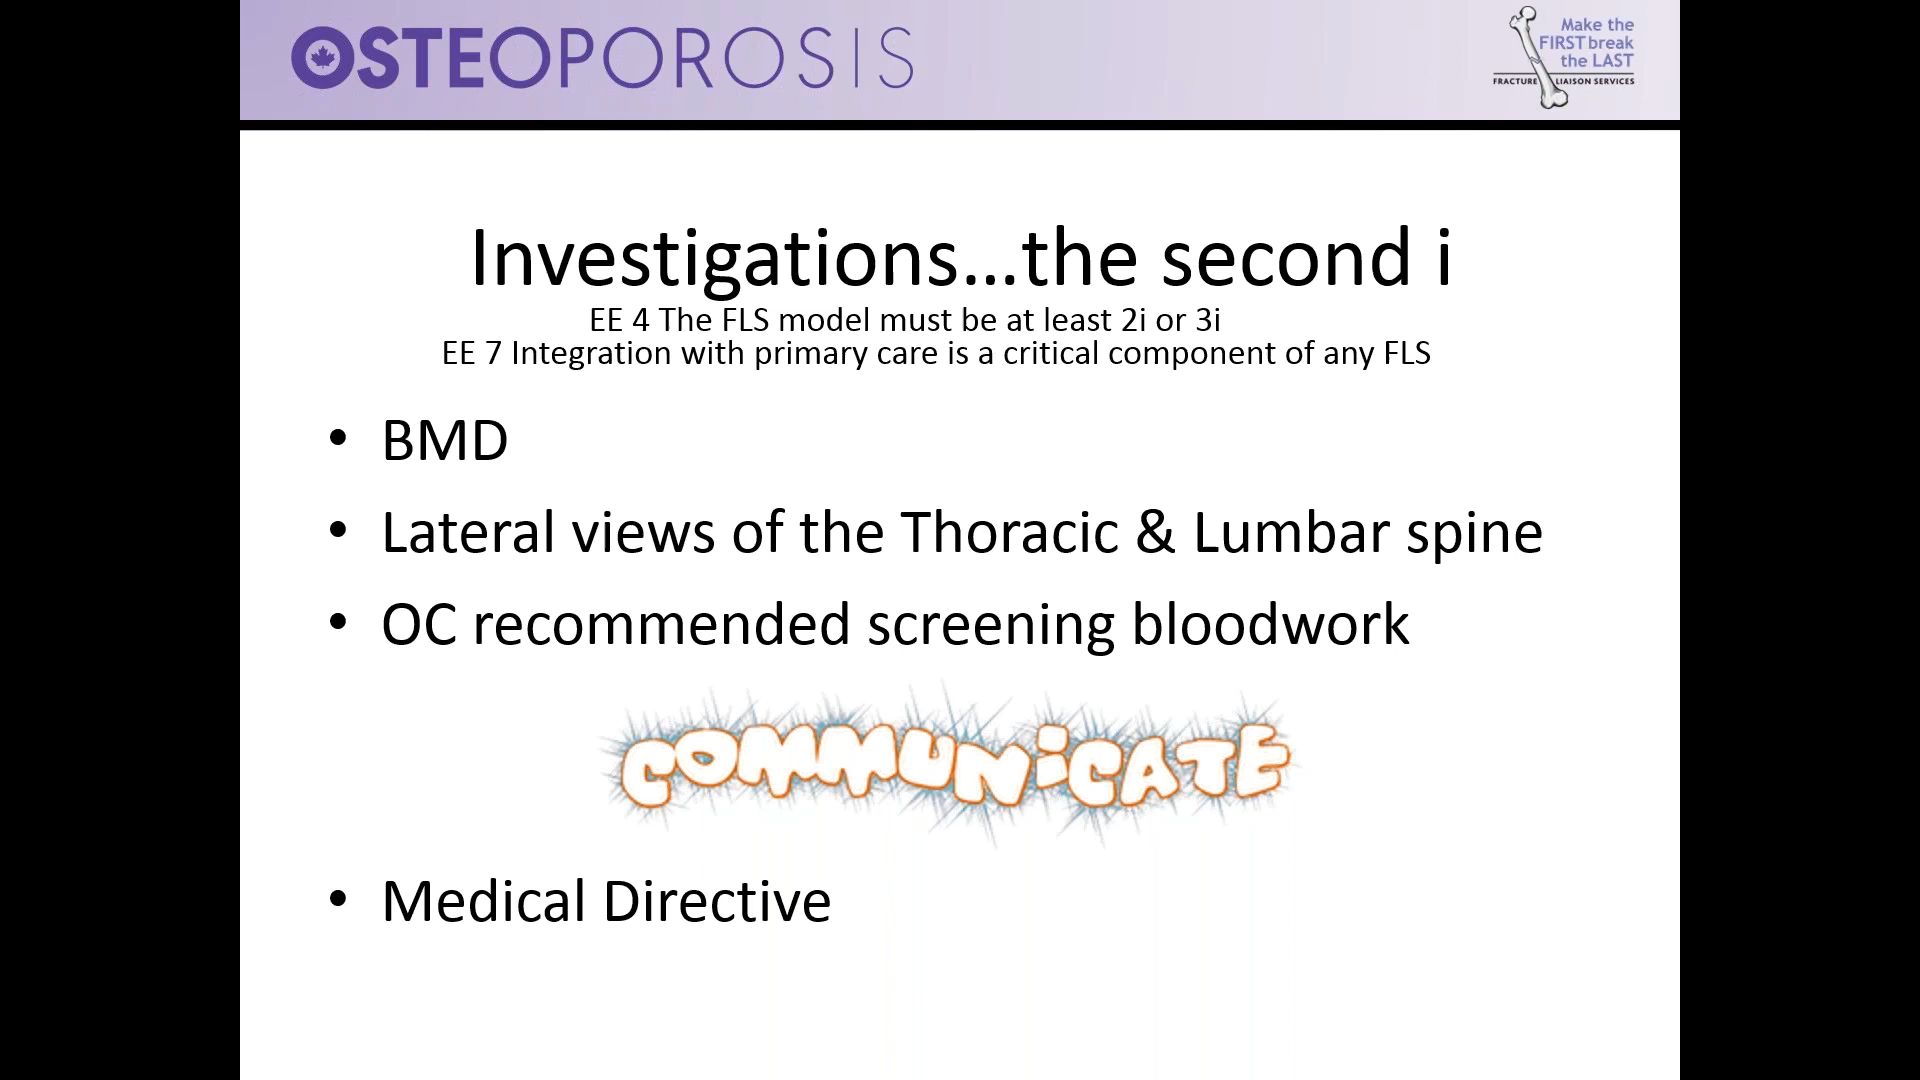 OSTEOPOROSIS
Make the
FIRST break
the LAST
FRACTURE LIAISON SERVICES
Investigations...the second i
EE 4 The FLS model must be at least 2i or 3i
EE 7 Integration with primary care is a critical component of any FLS
• BMD
• Lateral views of the Thoracic & Lumbar spine
• OC recommended screening bloodwork
COMMUNiCATE
• Medical Directive